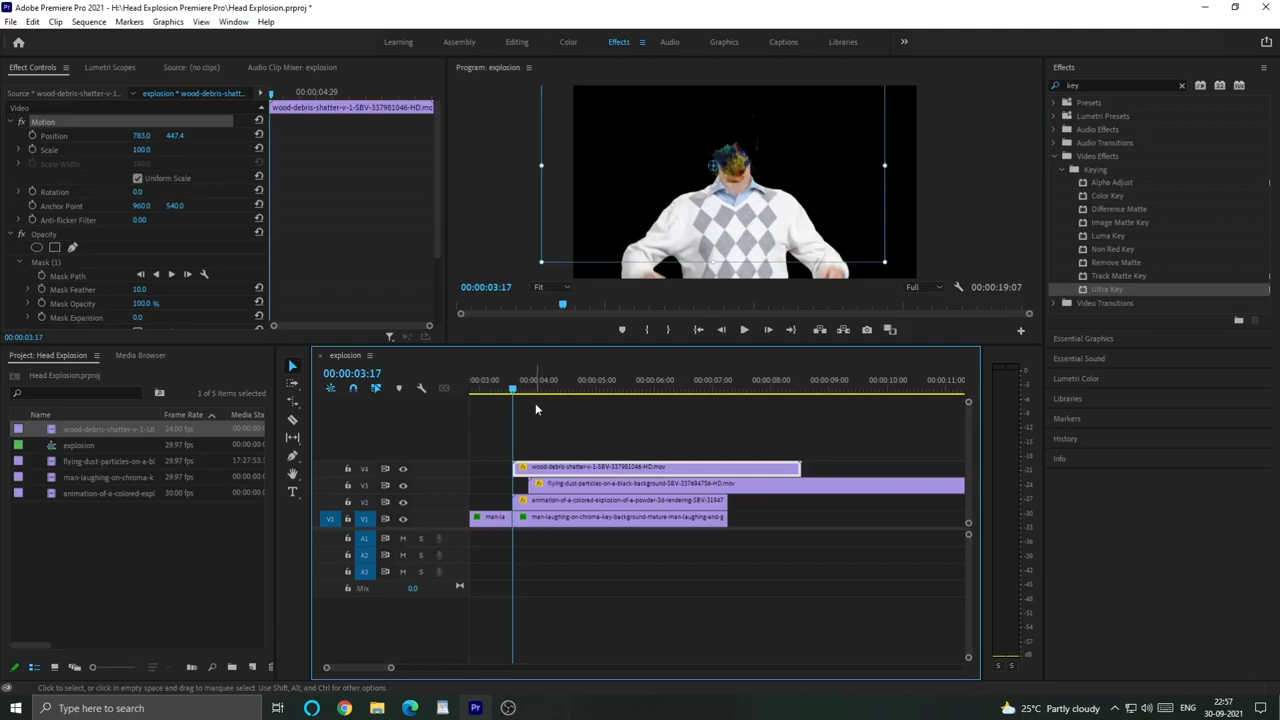 Adobe Premiere Pro 2021 - H:\Head Explosion Premiere Pro\Head Explosion.prproj *
File Edit Clip Sequence Markers Graphics View Window Help
Learning Assembly Editing Color Effects Audio Graphics Captions Libraries
Effect Controls Lumetri Scopes Source: (no clips) Audio Clip Mixer: explosion
Program: explosion
Effects
Source * wood-debris-shatter-v-1... explosion * wood-debris-shatt...
00:00:04:29
key
Video
wood-debris-shatter-v-1-SBV-337981046-HD.mo
Presets
Motion
Lumetri Presets
Position 783.0 447.4
Audio Effects
Scale 100.0
Audio Transitions
Scale Width 100.0
Video Effects
Uniform Scale
Keying
Rotation 0.0
Alpha Adjust
Anchor Point 960.0 540.0
Color Key
Anti-flicker Filter 0.00
Difference Matte
Opacity
Image Matte Key
Luma Key
Mask (1)
Non Red Key
Mask Path
Remove Matte
Mask Feather 10.0
Track Matte Key
Mask Opacity 100.0 %
Ultra Key
Mask Expansion 0.0
Video Transitions
00:00:03:17 Fit Full 00:00:19:07
00:00:03:17
Essential Graphics
Essential Sound
Lumetri Color
Libraries
Markers
History
Info
Project: Head Explosion Media Browser
Head Explosion.prproj
1 of 5 items selected
Name Frame Rate Media Sta
wood-debris-shatter-v-1-SB 24.00 fps 00:00:00:0
explosion 29.97 fps 00:00:00:0
flying-dust-particles-on-a-bl 29.97 fps 17:27:53:1
man-laughing-on-chroma-k 29.97 fps 00:00:00:0
animation-of-a-colored-expl 30.00 fps 00:00:00:0
explosion
00:00:03:17
:00:03:00 00:00:04:00 00:00:05:00 00:00:06:00 00:00:07:00 00:00:08:00 00:00:09:00 00:00:10:00 00:00:11:00
V4 wood-debris-shatter-v-1-SBV-337981046-HD.mov
V3 flying-dust-particles-on-a-black-background-SBV-337694756-HD.mov
V2 animation-of-a-colored-explosion-of-a-powder-3d-rendering-SBV-31947
V1 man-la man-laughing-on-chroma-key-background-mature-man-laughing-and-g
A1 M S
A2 M S
A3 M S
Mix 0.0
0
-6
-12
-18
-24
-30
-36
-42
-48
-54
dB
S S
Click to select, or click in empty space and drag to marquee select. Use Shift, Alt, and Ctrl for other options.
Type here to search
25°C Partly cloudy
ENG
22:57
30-09-2021